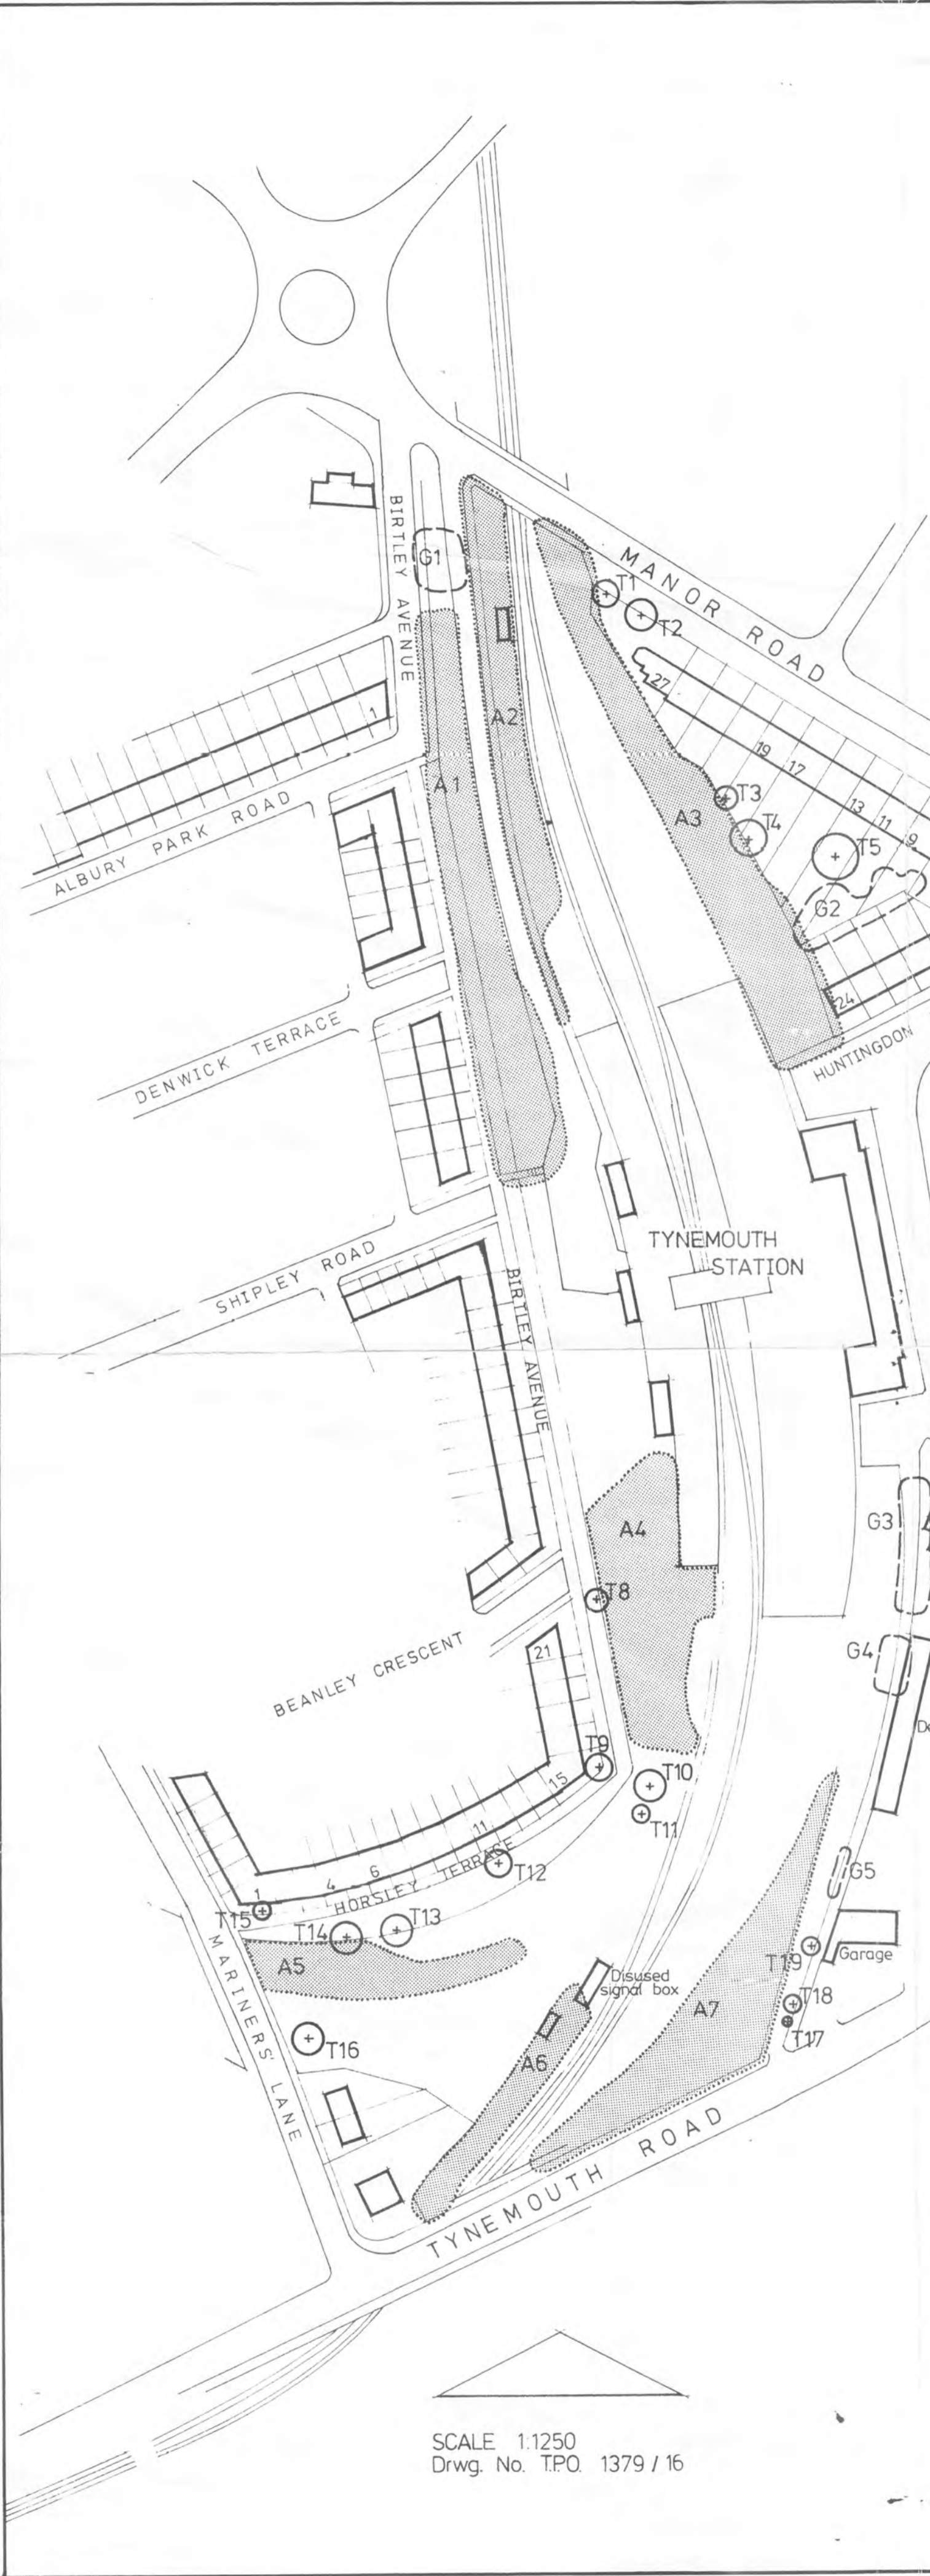 BIRTLEY AVENUE
G1
MANOR ROAD
T1
T2
27
1
A2
A1
19
17
T3
13
11
9
A3
T4
T5
ALBURY PARK ROAD
G2
24
DENWICK TERRACE
HUNTINGDON
TYNEMOUTH
STATION
SHIPLEY ROAD
BIRTLEY AVENUE
G3
A4
T8
BEANLEY CRESCENT
21
G4
T9
T10
15
T11
11
6
4
1
HORSLEY TERRACE
T12
G5
T15
T14
T13
A5
T19
Garage
Disused
signal box
A7
T18
T17
MARINERS' LANE
T16
A6
TYNEMOUTH ROAD
SCALE 1:1250
Drwg. No. T.P.O. 1379 / 16